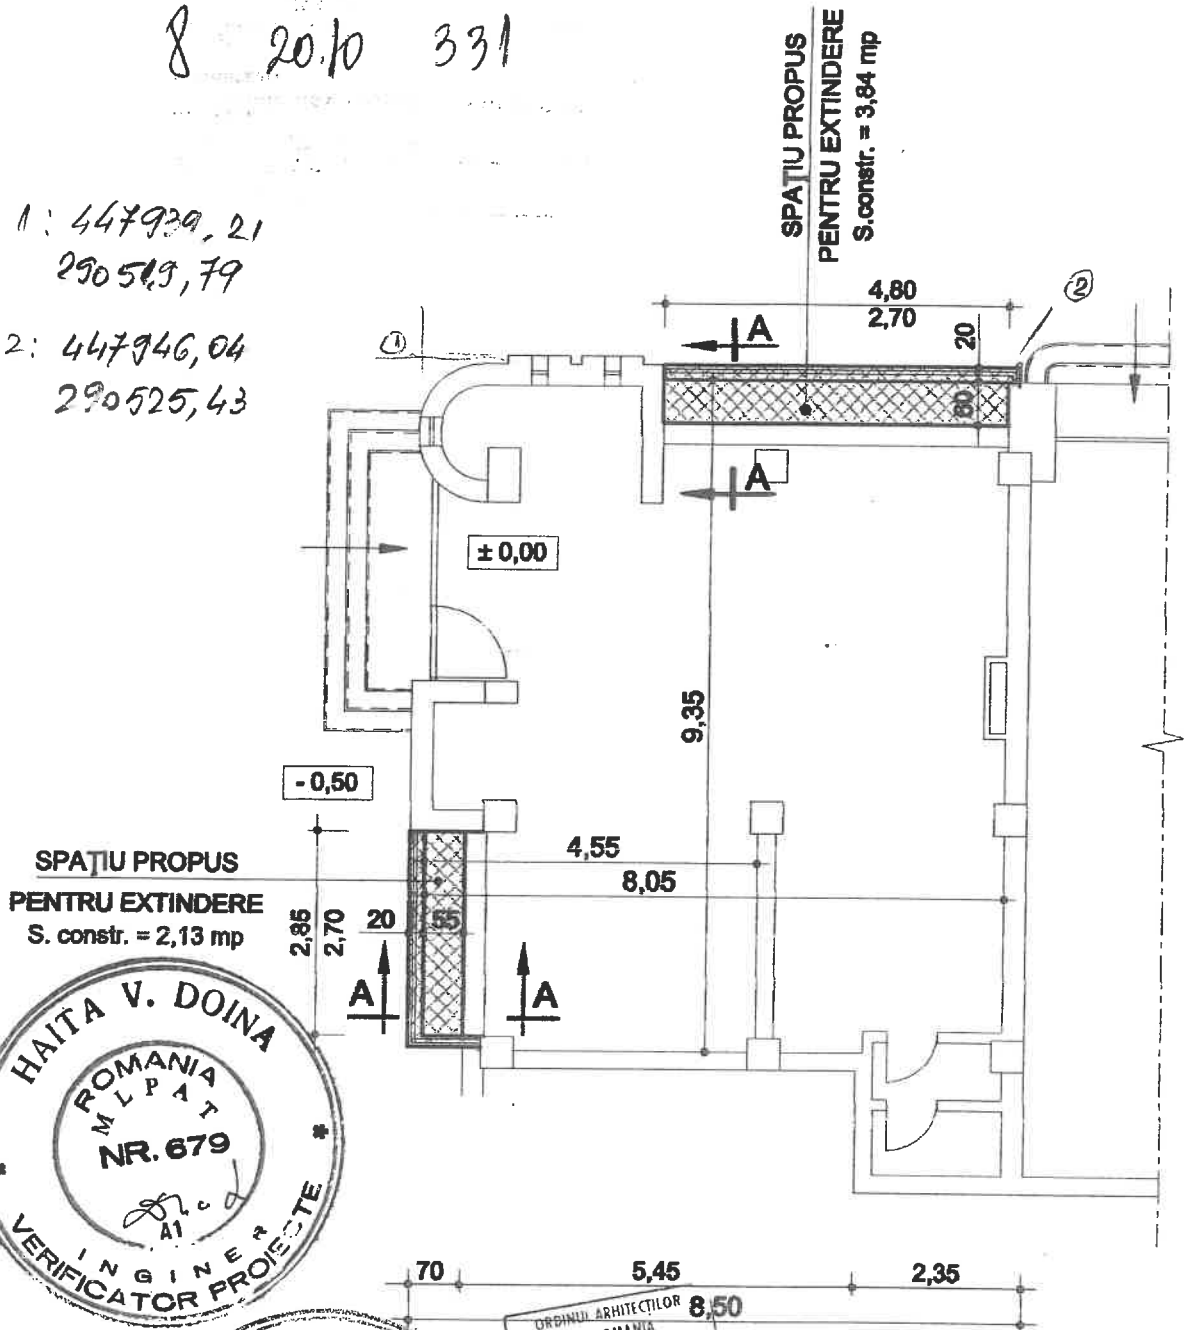 8 20.10 331
1: 447939,21
290519,79
2: 447946,04
290525,43
SPAȚIU PROPUS
PENTRU EXTINDERE
S.constr. = 3,84 mp
4,80
2,70
20
80
1
2
A
A
± 0,00
9,35
- 0,50
4,55
8,05
SPAȚIU PROPUS
PENTRU EXTINDERE
S. constr. = 2,13 mp
2,85
2,70
20
55
A
A
HAITA V. DOINA
ROMANIA
M L P A T
NR. 679
A1
INGINER
VERIFICATOR PROIECTE
70
5,45
2,35
8,50
ORDINUL ARHITECȚILOR